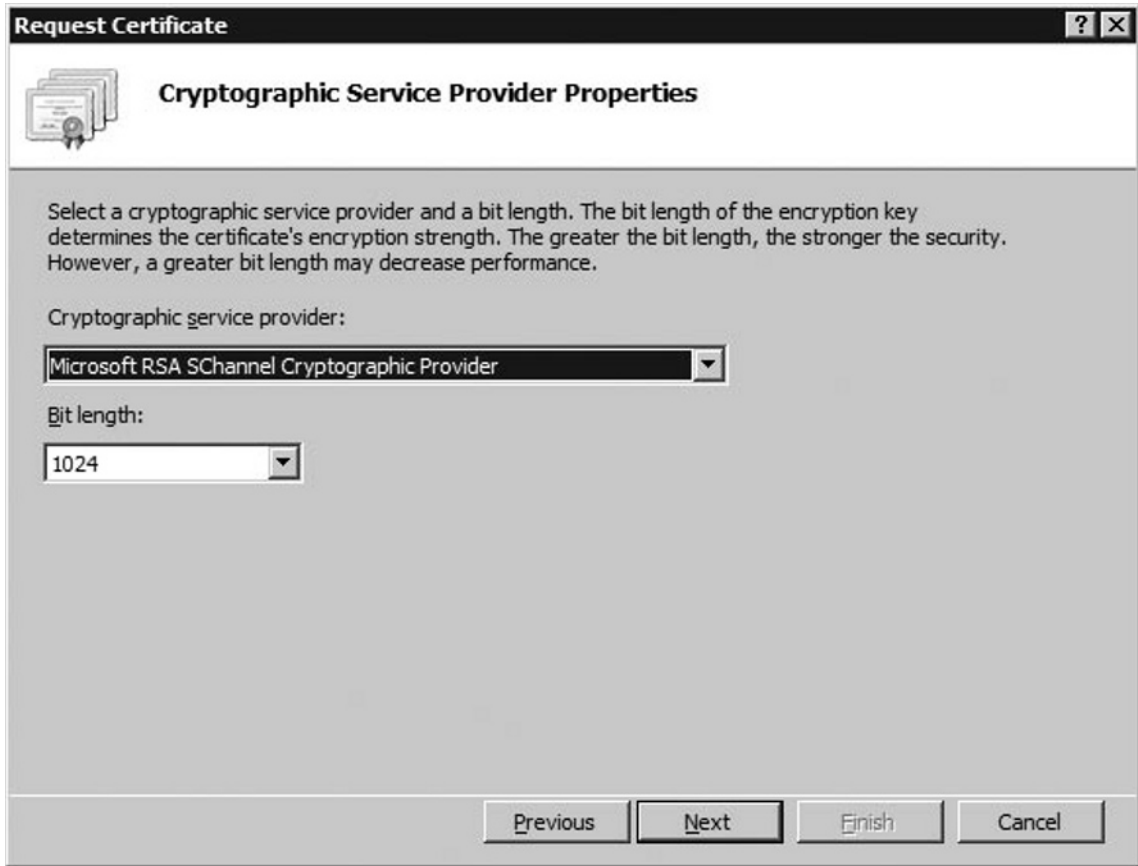 Request Certificate
Cryptographic Service Provider Properties
Select a cryptographic service provider and a bit length. The bit length of the encryption key
determines the certificate's encryption strength. The greater the bit length, the stronger the security.
However, a greater bit length may decrease performance.
Cryptographic service provider:
Microsoft RSA SChannel Cryptographic Provider
Bit length:
1024
Previous Next Finish Cancel